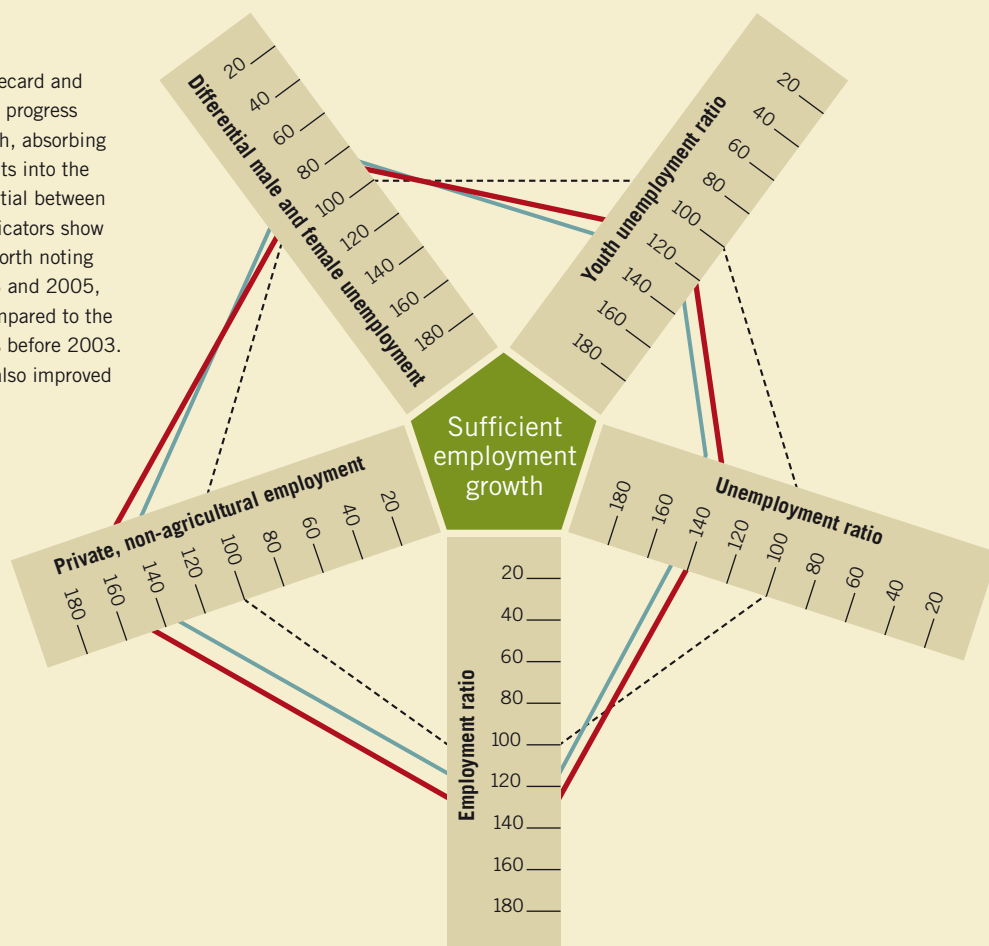 ecard and
progress
h, absorbing
ts into the
tial between
icators show
orth noting
and 2005,
mpared to the
before 2003.
also improved
Differential male and female unemployment
20
40
60
80
100
120
140
160
180
Youth unemployment ratio
20
40
60
80
100
120
140
160
180
Sufficient
employment
growth
Private, non-agricultural employment
180
160
140
120
100
80
60
40
20
Unemployment ratio
180
160
140
120
100
80
60
40
20
Employment ratio
20
40
60
80
100
120
140
160
180